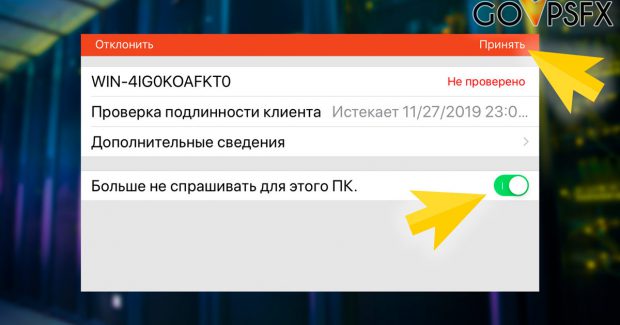 GOVPSFX
Отклонить Принять
WIN-4IG0KOAFKT0 Не проверено
Проверка подлинности клиента Истекает 11/27/2019 23:0...
Дополнительные сведения
Больше не спрашивать для этого ПК.